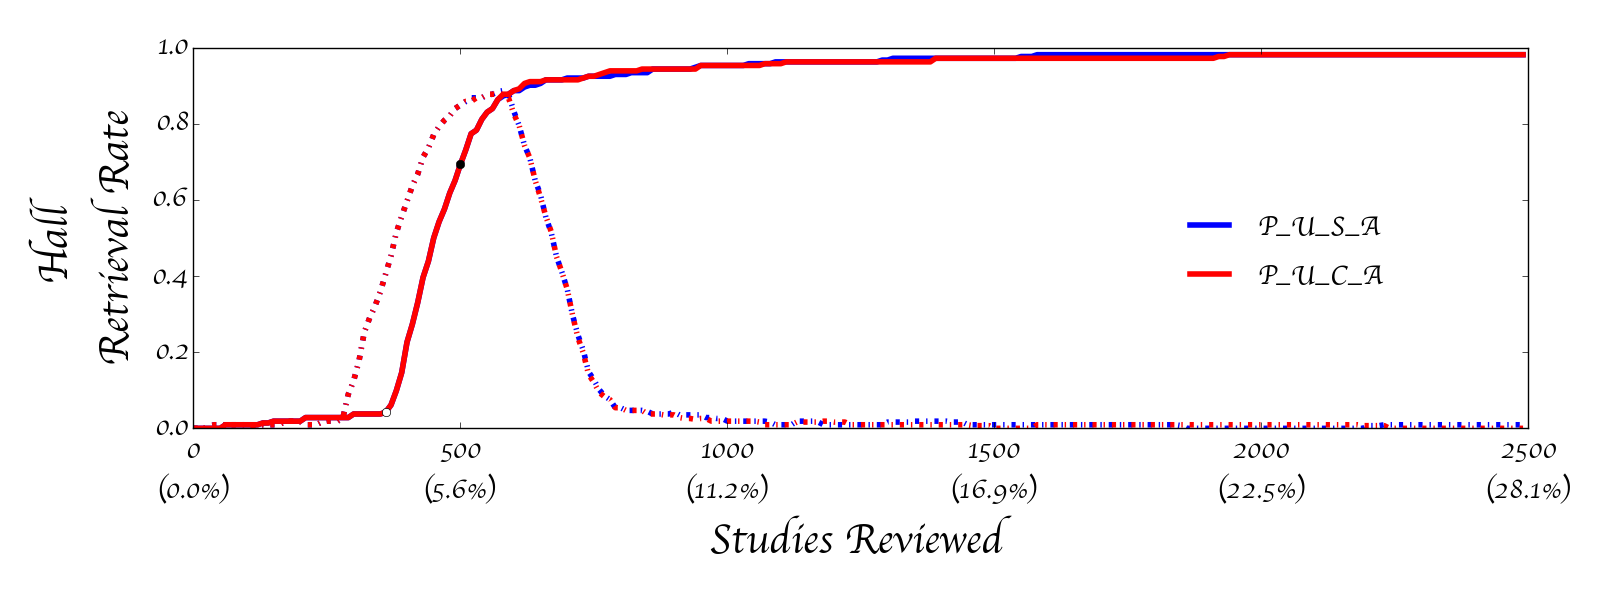 Hall
Retrieval Rate
1.0
0.8
0.6
0.4
0.2
0.0
P_U_S_A
P_U_C_A
0 500 1000 1500 2000 2500
(0.0%) (5.6%) (11.2%) (16.9%) (22.5%) (28.1%)
Studies Reviewed